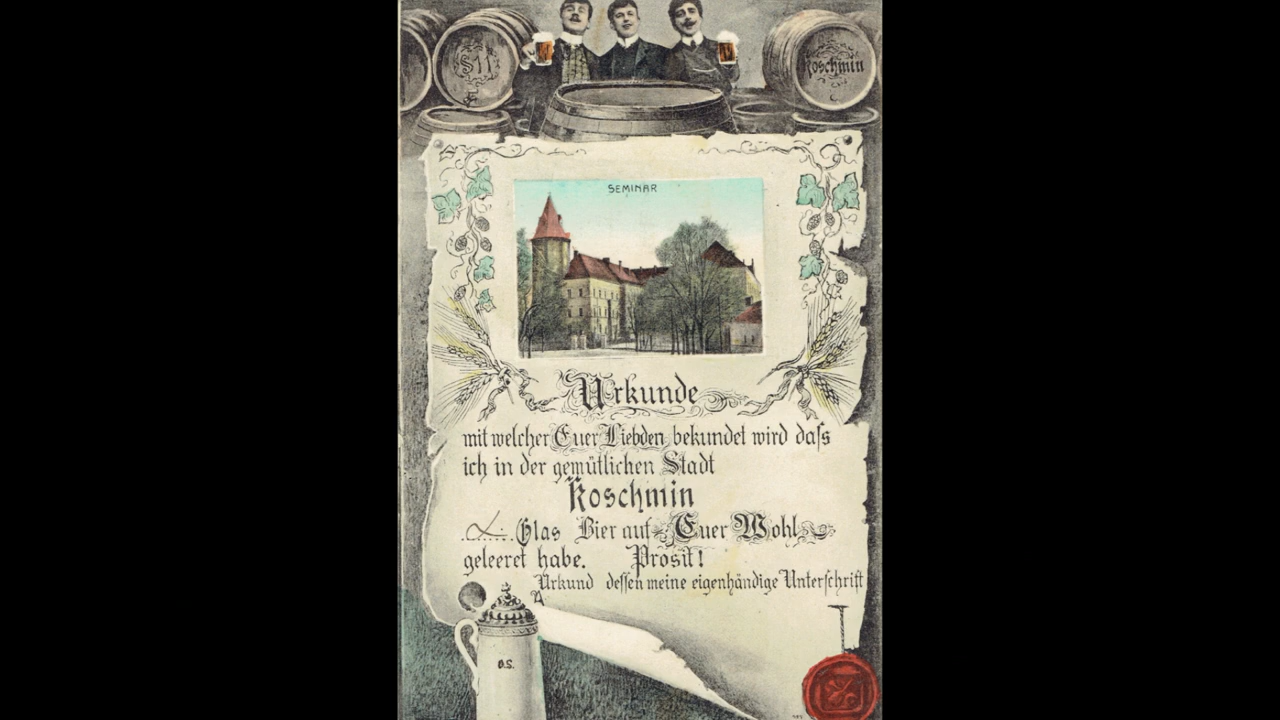 Koschmin
SEMINAR
Urkunde
mit welcher Euer Liebden bekundet wird daſs
ich in der gemütlichen Stadt
Koschmin
Glas Bier auf Euer Wohl
geleeret habe. Prosit!
Urkund deſſen meine eigenhändige Unterſchrift
O.S.